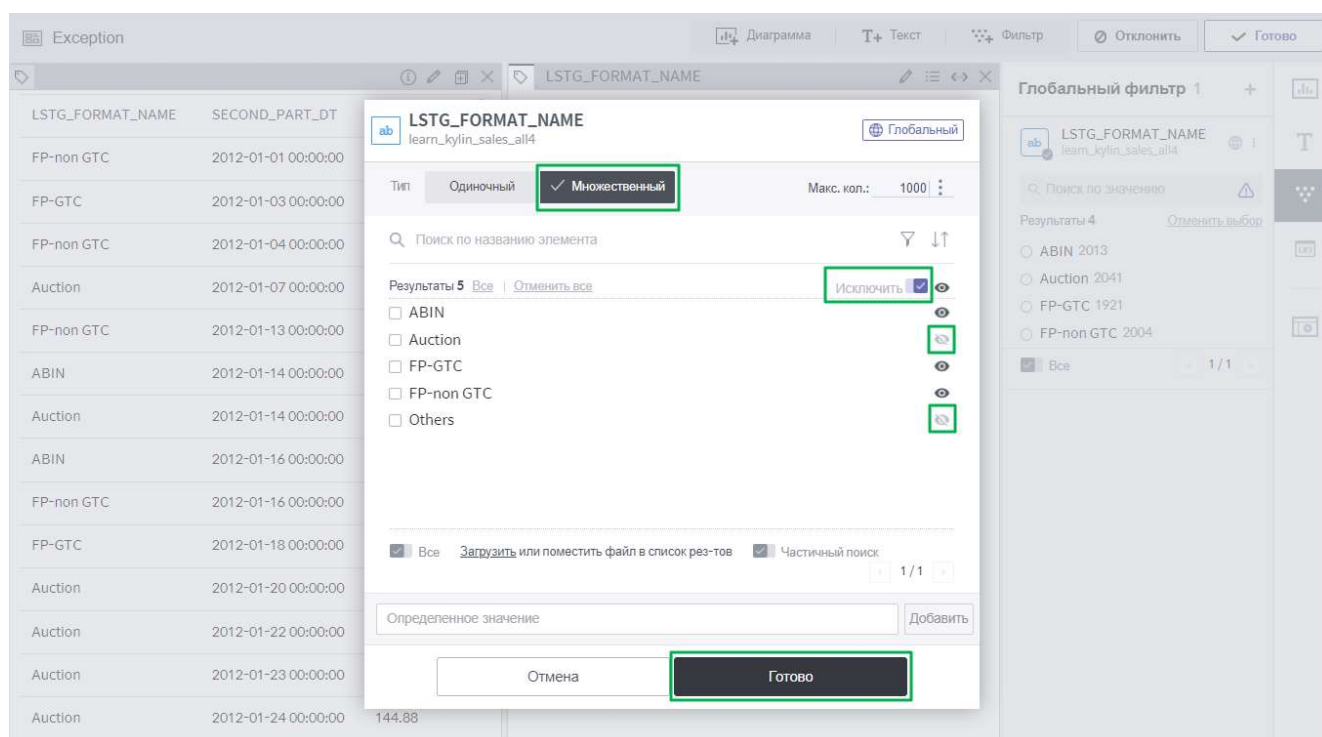 Exception
Диаграмма T+ Текст Фильтр Отклонить Готово
LSTG_FORMAT_NAME
Глобальный фильтр 1 +
LSTG_FORMAT_NAME SECOND_PART_DT
FP-non GTC 2012-01-01 00:00:00
FP-GTC 2012-01-03 00:00:00
FP-non GTC 2012-01-04 00:00:00
Auction 2012-01-07 00:00:00
FP-non GTC 2012-01-13 00:00:00
ABIN 2012-01-14 00:00:00
Auction 2012-01-14 00:00:00
ABIN 2012-01-16 00:00:00
FP-non GTC 2012-01-16 00:00:00
FP-GTC 2012-01-18 00:00:00
Auction 2012-01-20 00:00:00
Auction 2012-01-22 00:00:00
Auction 2012-01-23 00:00:00
Auction 2012-01-24 00:00:00 144.88
ab LSTG_FORMAT_NAME
learn_kylin_sales_all4
Глобальный
Тип Одиночный Множественный Макс. кол.: 1000
Поиск по названию элемента
Результаты 5 Все | Отменить все Исключить
ABIN
Auction
FP-GTC
FP-non GTC
Others
Все Загрузить или поместить файл в список рез-тов Частичный поиск
1 / 1
Определенное значение Добавить
Отмена Готово
ab LSTG_FORMAT_NAME
learn_kylin_sales_all4
Поиск по значению
Результаты 4 Отменить выбор
ABIN 2013
Auction 2041
FP-GTC 1921
FP-non GTC 2004
Все 1 / 1
T